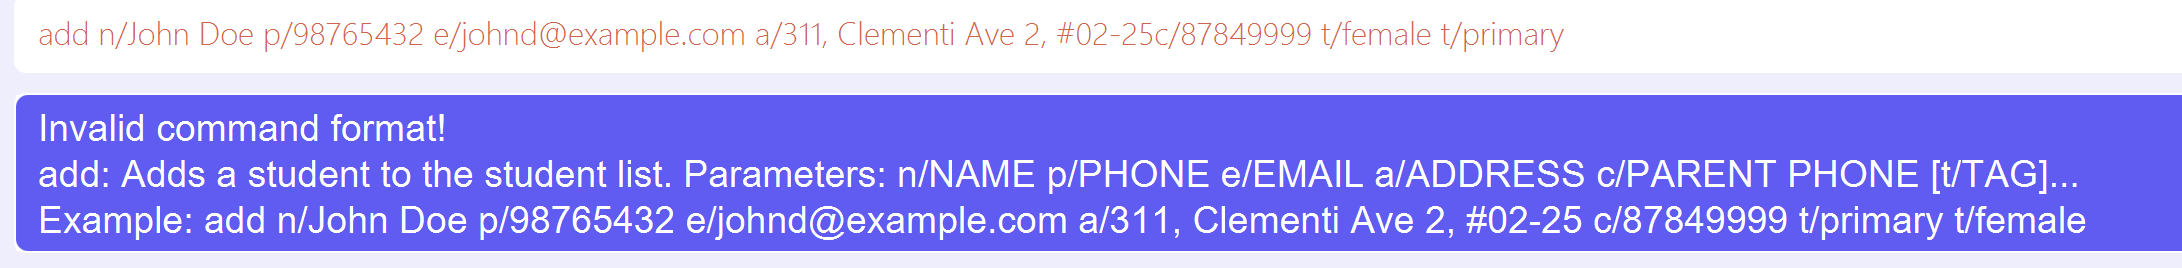 add n/John Doe p/98765432 e/johnd@example.com a/311, Clementi Ave 2, #02-25c/87849999 t/female t/primary
Invalid command format!
add: Adds a student to the student list. Parameters: n/NAME p/PHONE e/EMAIL a/ADDRESS c/PARENT PHONE [t/TAG]...
Example: add n/John Doe p/98765432 e/johnd@example.com a/311, Clementi Ave 2, #02-25 c/87849999 t/primary t/female